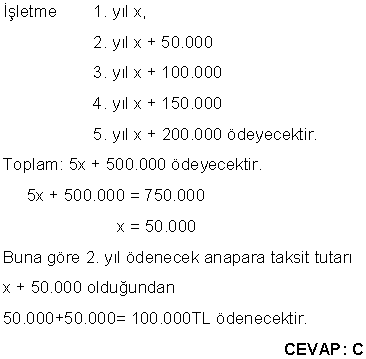 İşletme 1. yıl x,
2. yıl x + 50.000
3. yıl x + 100.000
4. yıl x + 150.000
5. yıl x + 200.000 ödeyecektir.
Toplam: 5x + 500.000 ödeyecektir.
5x + 500.000 = 750.000
x = 50.000
Buna göre 2. yıl ödenecek anapara taksit tutarı
x + 50.000 olduğundan
50.000+50.000= 100.000TL ödenecektir.
CEVAP: C